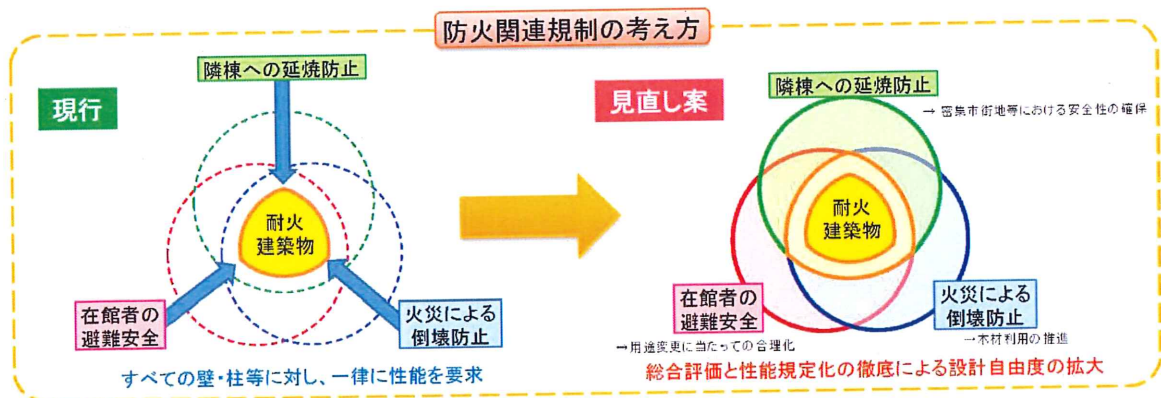 防火関連規制の考え方
現行
隣棟への延焼防止
耐火
建築物
在館者の
避難安全
火災による
倒壊防止
すべての壁・柱等に対し、一律に性能を要求
見直し案
隣棟への延焼防止
→ 密集市街地等における安全性の確保
耐火
建築物
在館者の
避難安全
→用途変更に当たっての合理化
火災による
倒壊防止
→木材利用の推進
総合評価と性能規定化の徹底による設計自由度の拡大